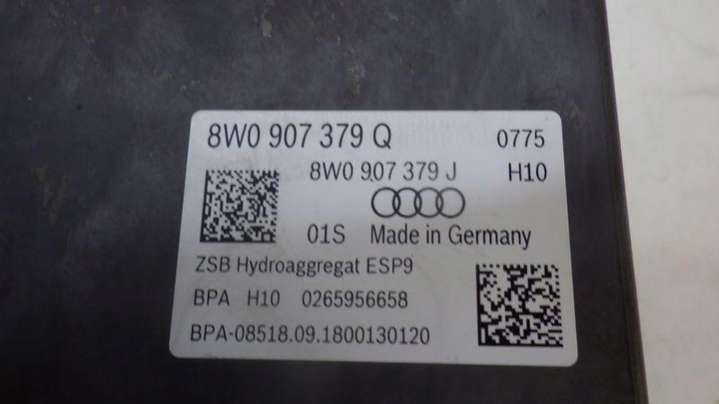 8W0 907 379 Q 0775
8W0 907 379 J H10
01S Made in Germany
ZSB Hydroaggregat ESP9
BPA H10 0265956658
BPA-08518.09.1800130120